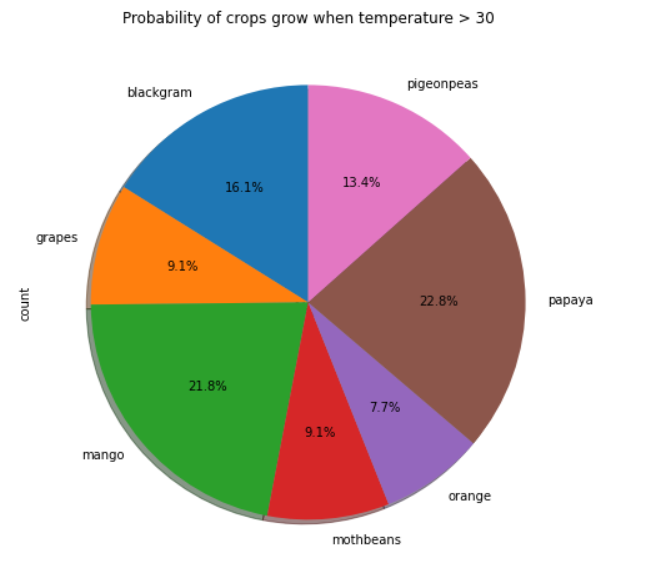 Probability of crops grow when temperature > 30
pigeonpeas
blackgram
13.4%
16.1%
grapes
9.1%
count
22.8%
papaya
21.8%
7.7%
9.1%
mango
orange
mothbeans